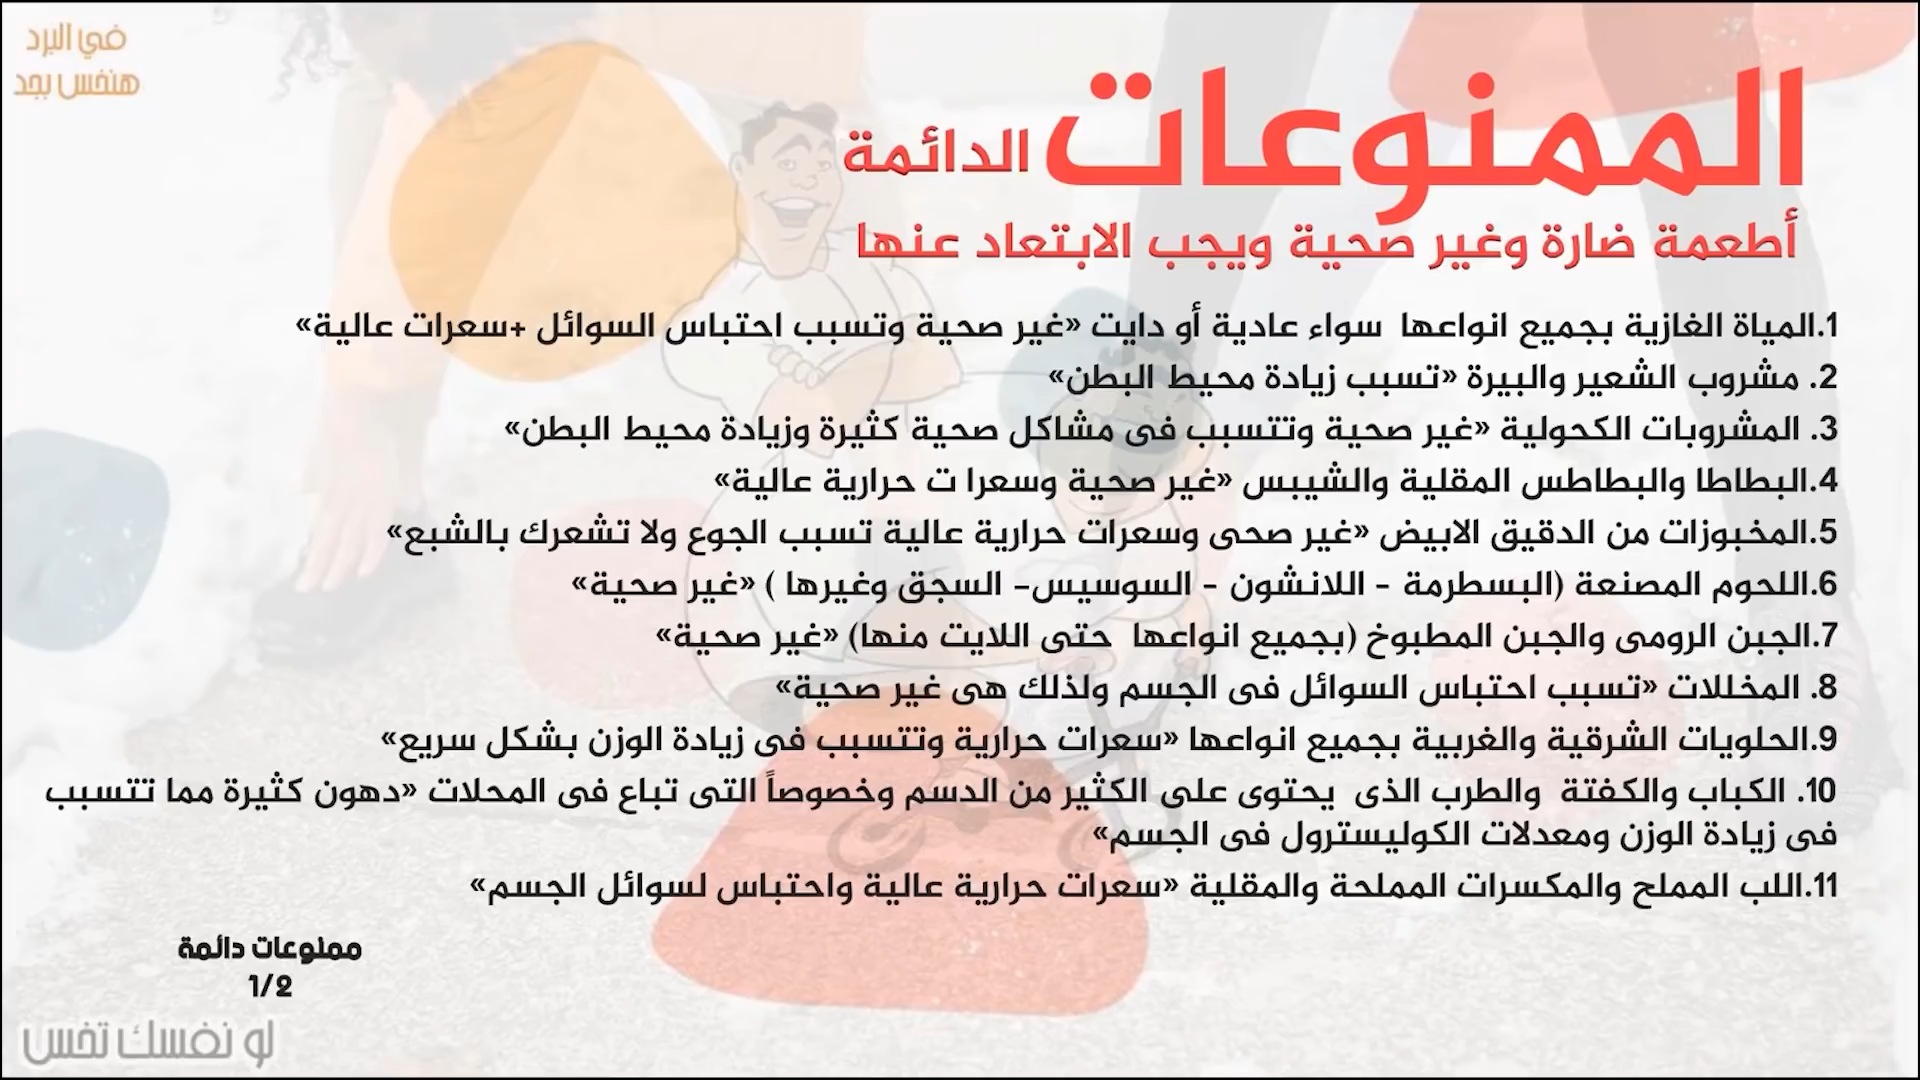 في البرد
هنخس بجد
الممنوعات الدائمة
أطعمة ضارة وغير صحية ويجب الابتعاد عنها
1.المياة الغازية بجميع انواعها سواء عادية أو دايت «غير صحية وتسبب احتباس السوائل +سعرات عالية»
2. مشروب الشعير والبيرة «تسبب زيادة محيط البطن»
3. المشروبات الكحولية «غير صحية وتتسبب فى مشاكل صحية كثيرة وزيادة محيط البطن»
4.البطاطا والبطاطس المقلية والشيبس «غير صحية وسعرا ت حرارية عالية»
5.المخبوزات من الدقيق الابيض «غير صحى وسعرات حرارية عالية تسبب الجوع ولا تشعرك بالشبع»
6.اللحوم المصنعة (البسطرمة - اللانشون - السوسيس- السجق وغيرها ) «غير صحية»
7.الجبن الرومى والجبن المطبوخ (بجميع انواعها حتى اللايت منها) «غير صحية»
8. المخللات «تسبب احتباس السوائل فى الجسم ولذلك هى غير صحية»
9.الحلويات الشرقية والغربية بجميع انواعها «سعرات حرارية وتتسبب فى زيادة الوزن بشكل سريع»
10. الكباب والكفتة والطرب الذى يحتوى على الكثير من الدسم وخصوصاً التى تباع فى المحلات «دهون كثيرة مما تتسبب
فى زيادة الوزن ومعدلات الكوليسترول فى الجسم»
11.اللب المملح والمكسرات المملحة والمقلية «سعرات حرارية عالية واحتباس لسوائل الجسم»
ممنوعات دائمة
1/2
لو نفسك تخس